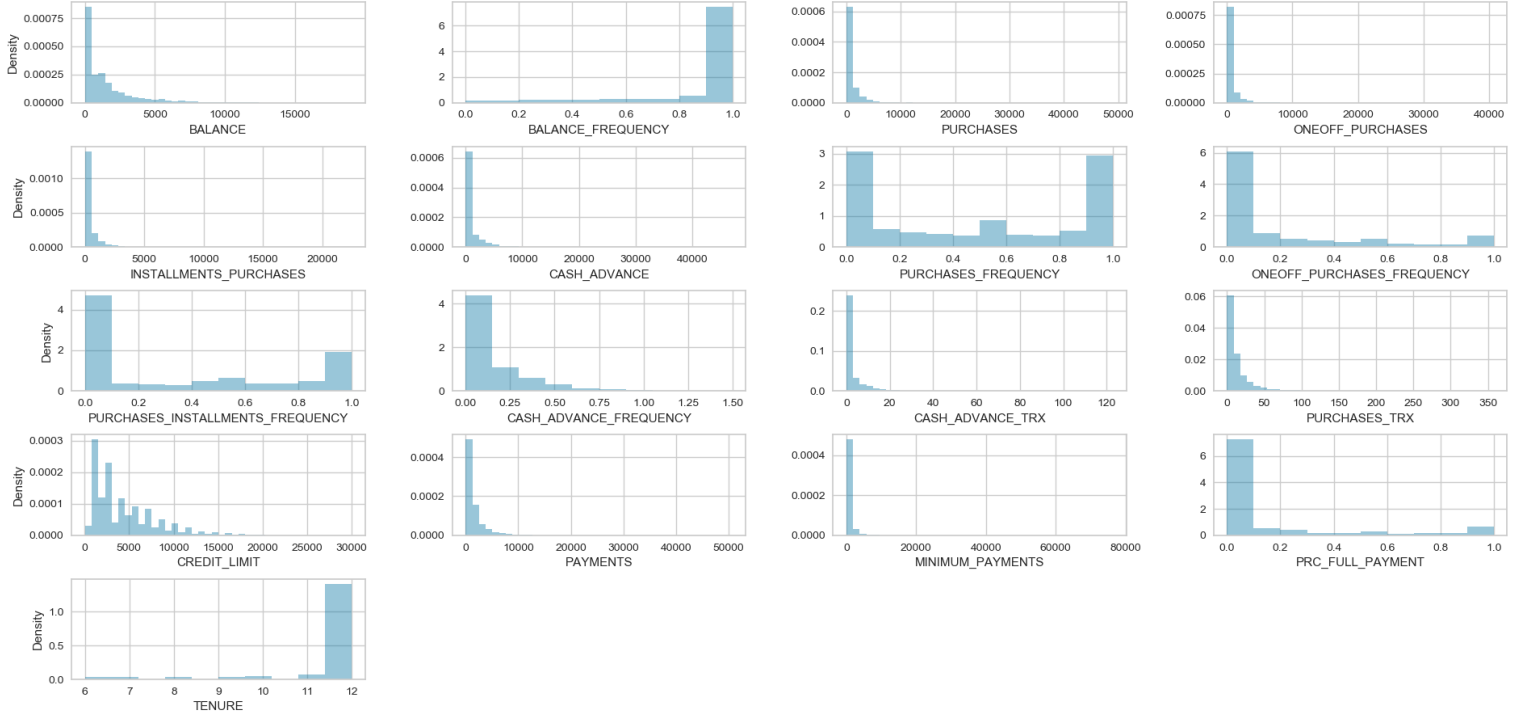 Density
0.00075
0.00050
0.00025
0.00000
0 5000 10000 15000
BALANCE
6
4
2
0
0.0 0.2 0.4 0.6 0.8 1.0
BALANCE_FREQUENCY
0.0006
0.0004
0.0002
0.0000
0 10000 20000 30000 40000 50000
PURCHASES
0.00075
0.00050
0.00025
0.00000
0 10000 20000 30000 40000
ONEOFF_PURCHASES
Density
0.0010
0.0005
0.0000
0 5000 10000 15000 20000
INSTALLMENTS_PURCHASES
0.0006
0.0004
0.0002
0.0000
0 10000 20000 30000 40000
CASH_ADVANCE
3
2
1
0
0.0 0.2 0.4 0.6 0.8 1.0
PURCHASES_FREQUENCY
6
4
2
0
0.0 0.2 0.4 0.6 0.8 1.0
ONEOFF_PURCHASES_FREQUENCY
Density
4
2
0
0.0 0.2 0.4 0.6 0.8 1.0
PURCHASES_INSTALLMENTS_FREQUENCY
4
2
0
0.00 0.25 0.50 0.75 1.00 1.25 1.50
CASH_ADVANCE_FREQUENCY
0.2
0.1
0.0
0 20 40 60 80 100 120
CASH_ADVANCE_TRX
0.06
0.04
0.02
0.00
0 50 100 150 200 250 300 350
PURCHASES_TRX
Density
0.0003
0.0002
0.0001
0.0000
0 5000 10000 15000 20000 25000 30000
CREDIT_LIMIT
0.0004
0.0002
0.0000
0 10000 20000 30000 40000 50000
PAYMENTS
0.0004
0.0002
0.0000
0 20000 40000 60000 80000
MINIMUM_PAYMENTS
6
4
2
0
0.0 0.2 0.4 0.6 0.8 1.0
PRC_FULL_PAYMENT
Density
1.0
0.5
0.0
6 7 8 9 10 11 12
TENURE